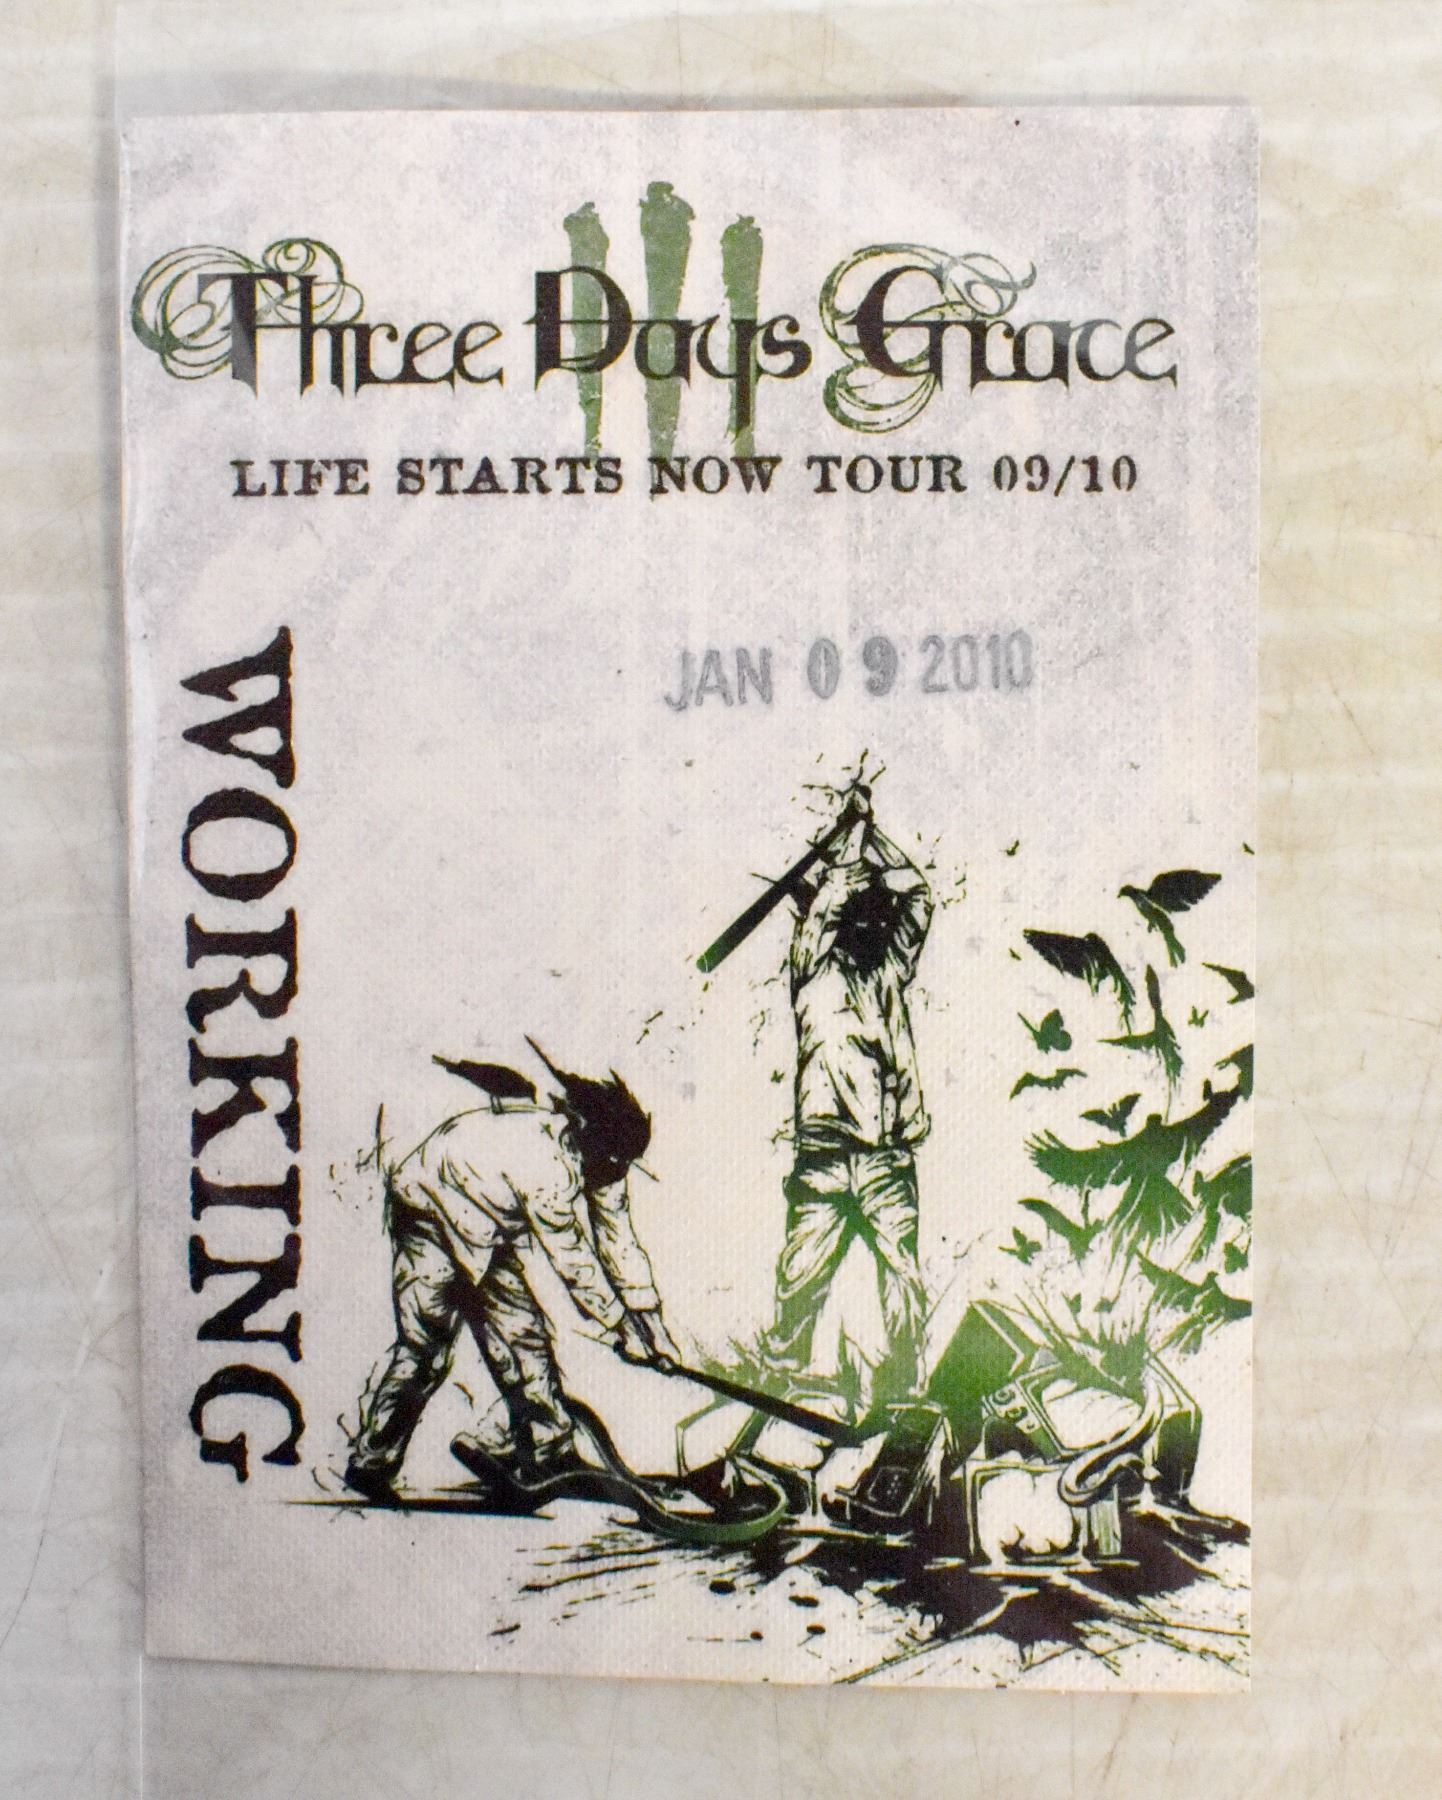 Three Days Grace
LIFE STARTS NOW TOUR 09/10
JAN 09 2010
WORKING